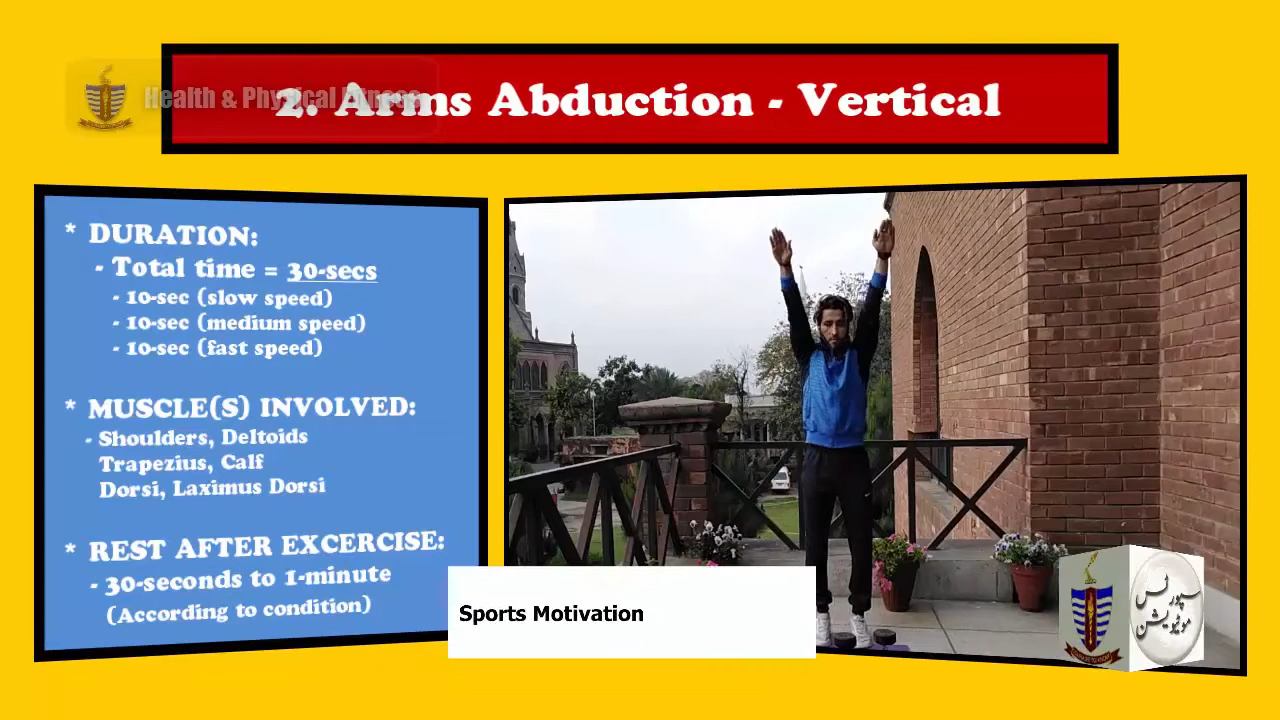 Health & Physical Fitness
2. Arms Abduction - Vertical
* DURATION:
- Total time = 30-secs
- 10-sec (slow speed)
- 10-sec (medium speed)
- 10-sec (fast speed)
* MUSCLE(S) INVOLVED:
- Shoulders, Deltoids
Trapezius, Calf
Dorsi, Laximus Dorsi
* REST AFTER EXCERCISE:
- 30-seconds to 1-minute
(According to condition)
Sports Motivation
سپورٹس
موٹیویشن